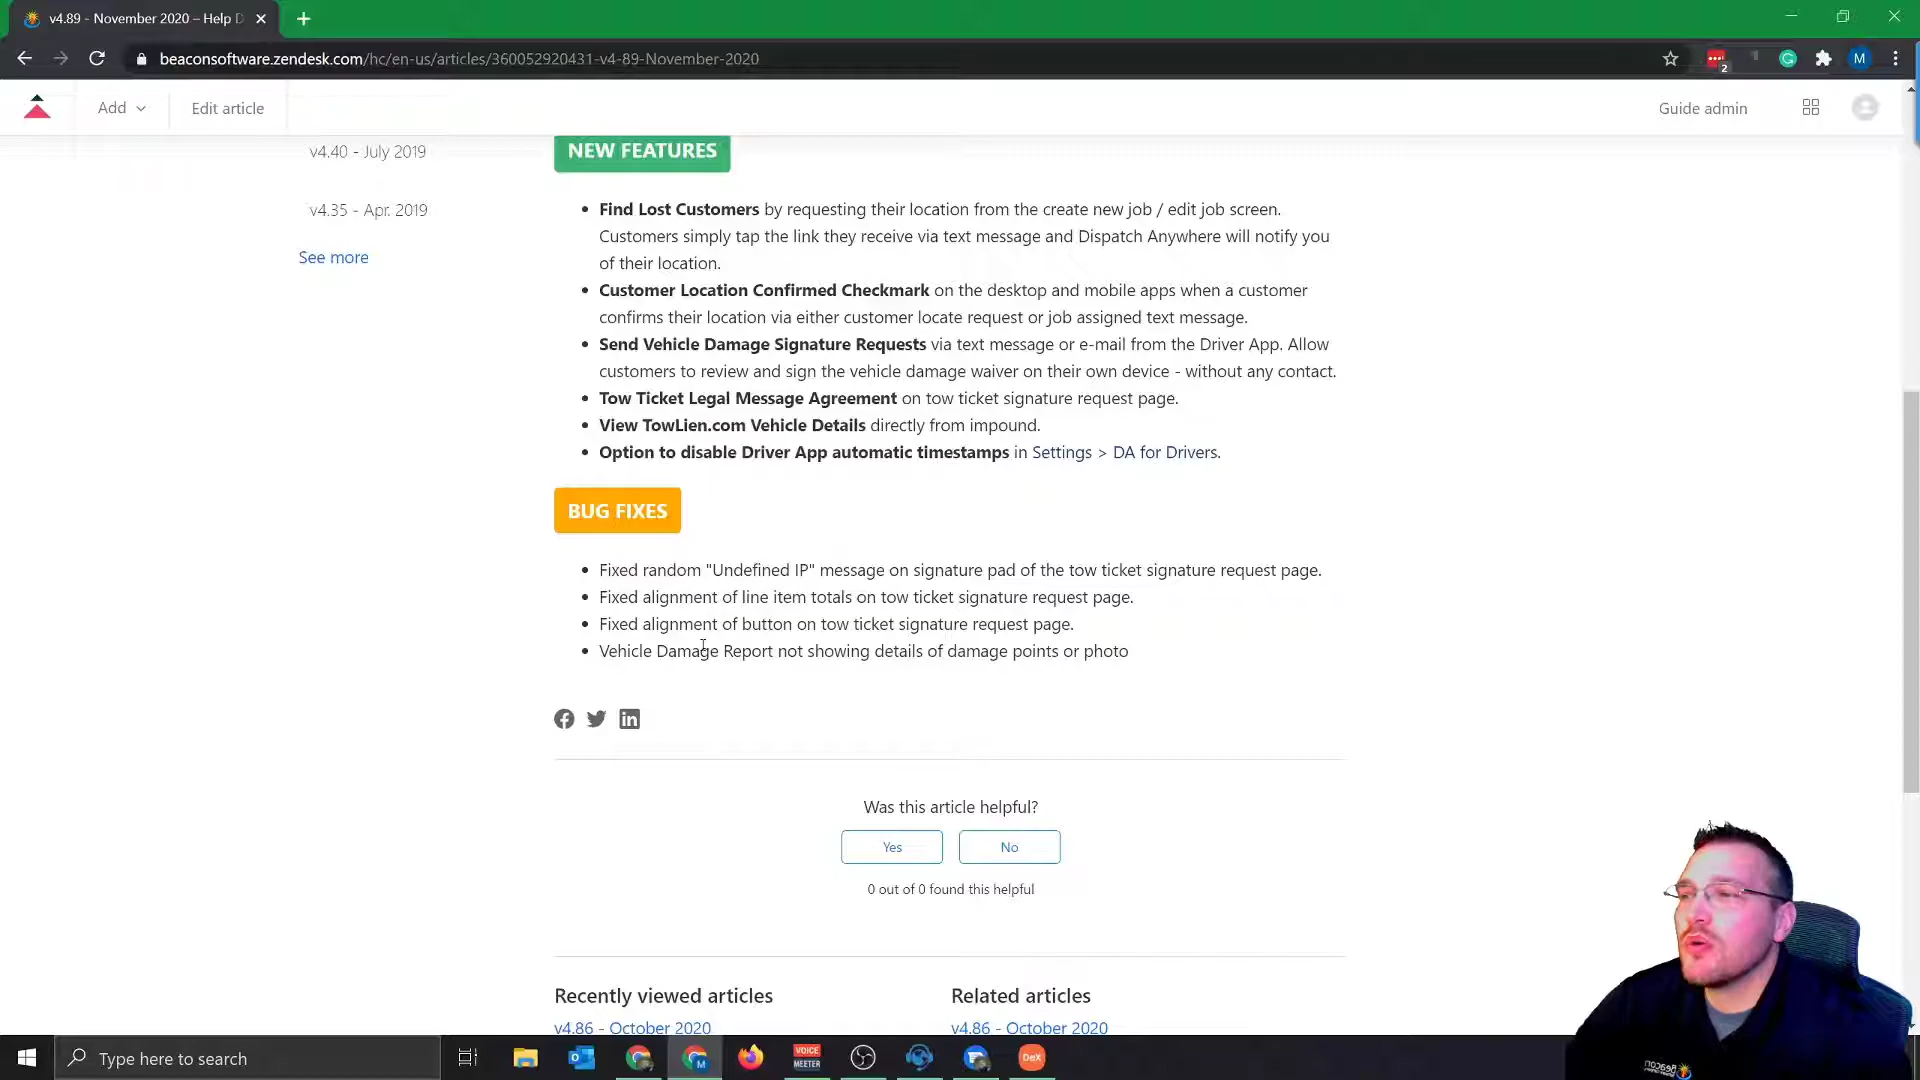 v4.89 - November 2020 – Help D
beaconsoftware.zendesk.com/hc/en-us/articles/360052920431-v4-89-November-2020
2
M
Add
Edit article
Guide admin
v4.40 - July 2019
v4.35 - Apr. 2019
See more
NEW FEATURES
Find Lost Customers by requesting their location from the create new job / edit job screen.
Customers simply tap the link they receive via text message and Dispatch Anywhere will notify you
of their location.
Customer Location Confirmed Checkmark on the desktop and mobile apps when a customer
confirms their location via either customer locate request or job assigned text message.
Send Vehicle Damage Signature Requests via text message or e-mail from the Driver App. Allow
customers to review and sign the vehicle damage waiver on their own device - without any contact.
Tow Ticket Legal Message Agreement on tow ticket signature request page.
View TowLien.com Vehicle Details directly from impound.
Option to disable Driver App automatic timestamps in Settings > DA for Drivers.
BUG FIXES
Fixed random "Undefined IP" message on signature pad of the tow ticket signature request page.
Fixed alignment of line item totals on tow ticket signature request page.
Fixed alignment of button on tow ticket signature request page.
Vehicle Damage Report not showing details of damage points or photo
Was this article helpful?
Yes
No
0 out of 0 found this helpful
Recently viewed articles
v4.86 - October 2020
Related articles
v4.86 - October 2020
Type here to search
M
VOICE
MEETER
DeX
Beacon